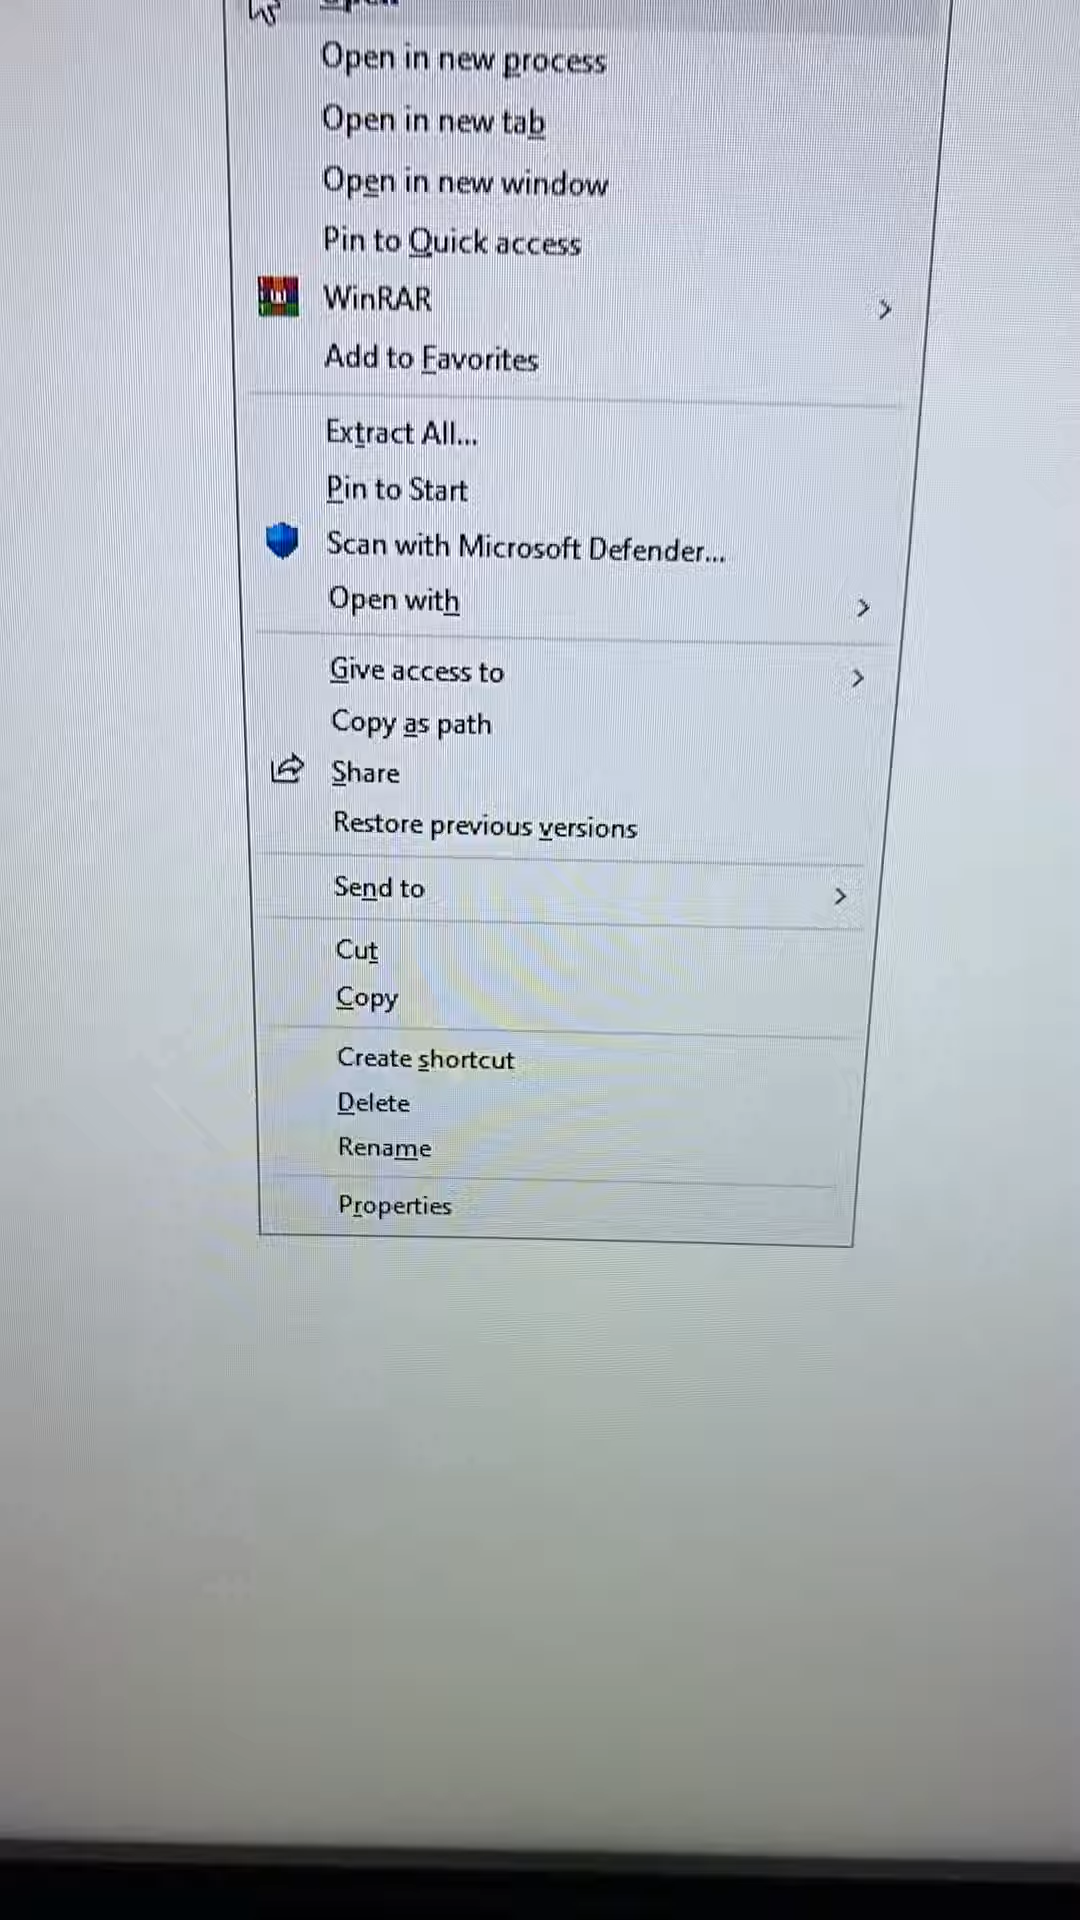 Open
Open in new process
Open in new tab
Open in new window
Pin to Quick access
WinRAR
Add to Favorites
Extract All...
Pin to Start
Scan with Microsoft Defender...
Open with
Give access to
Copy as path
Share
Restore previous versions
Send to
Cut
Copy
Create shortcut
Delete
Rename
Properties